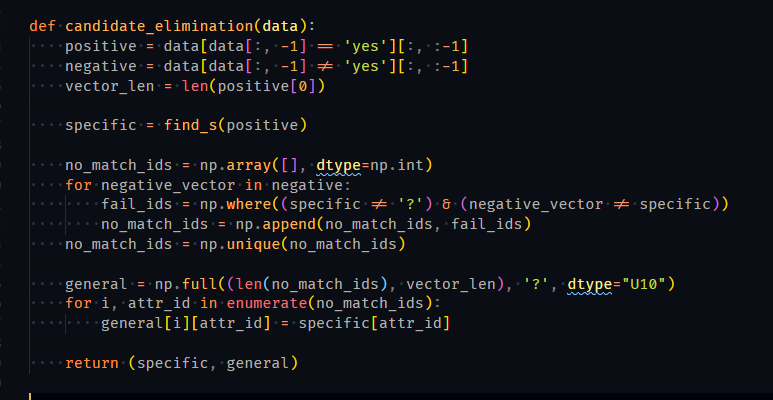 def candidate_elimination(data):
    positive = data[data[:, -1] == 'yes'][:, :-1]
    negative = data[data[:, -1] != 'yes'][:, :-1]
    vector_len = len(positive[0])

    specific = find_s(positive)

    no_match_ids = np.array([], dtype=np.int)
    for negative_vector in negative:
        fail_ids = np.where((specific != '?') & (negative_vector != specific))
        no_match_ids = np.append(no_match_ids, fail_ids)
    no_match_ids = np.unique(no_match_ids)

    general = np.full((len(no_match_ids), vector_len), '?', dtype="U10")
    for i, attr_id in enumerate(no_match_ids):
        general[i][attr_id] = specific[attr_id]

    return (specific, general)